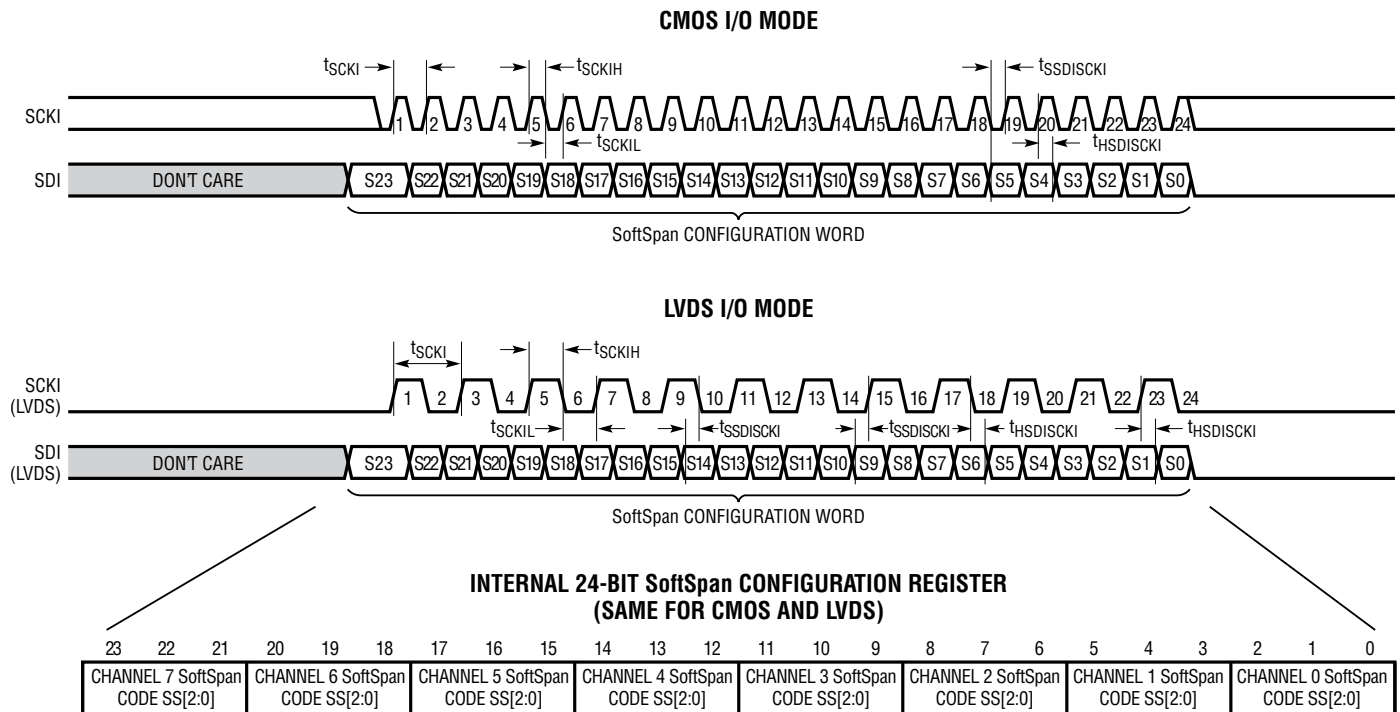 CMOS I/O MODE
tSCKI
tSCKIH
tSSDISCKI
SCKI
1 2 3 4 5 6 7 8 9 10 11 12 13 14 15 16 17 18 19 20 21 22 23 24
tSCKIL
tHSDISCKI
SDI
DON'T CARE
S23 S22 S21 S20 S19 S18 S17 S16 S15 S14 S13 S12 S11 S10 S9 S8 S7 S6 S5 S4 S3 S2 S1 S0
SoftSpan CONFIGURATION WORD
LVDS I/O MODE
tSCKI
tSCKIH
SCKI
(LVDS)
1 2 3 4 5 6 7 8 9 10 11 12 13 14 15 16 17 18 19 20 21 22 23 24
tSCKIL
tSSDISCKI
tSSDISCKI
tHSDISCKI
tHSDISCKI
SDI
(LVDS)
DON'T CARE
S23 S22 S21 S20 S19 S18 S17 S16 S15 S14 S13 S12 S11 S10 S9 S8 S7 S6 S5 S4 S3 S2 S1 S0
SoftSpan CONFIGURATION WORD
INTERNAL 24-BIT SoftSpan CONFIGURATION REGISTER
(SAME FOR CMOS AND LVDS)
23 22 21 20 19 18 17 16 15 14 13 12 11 10 9 8 7 6 5 4 3 2 1 0
CHANNEL 7 SoftSpan
CODE SS[2:0]
CHANNEL 6 SoftSpan
CODE SS[2:0]
CHANNEL 5 SoftSpan
CODE SS[2:0]
CHANNEL 4 SoftSpan
CODE SS[2:0]
CHANNEL 3 SoftSpan
CODE SS[2:0]
CHANNEL 2 SoftSpan
CODE SS[2:0]
CHANNEL 1 SoftSpan
CODE SS[2:0]
CHANNEL 0 SoftSpan
CODE SS[2:0]